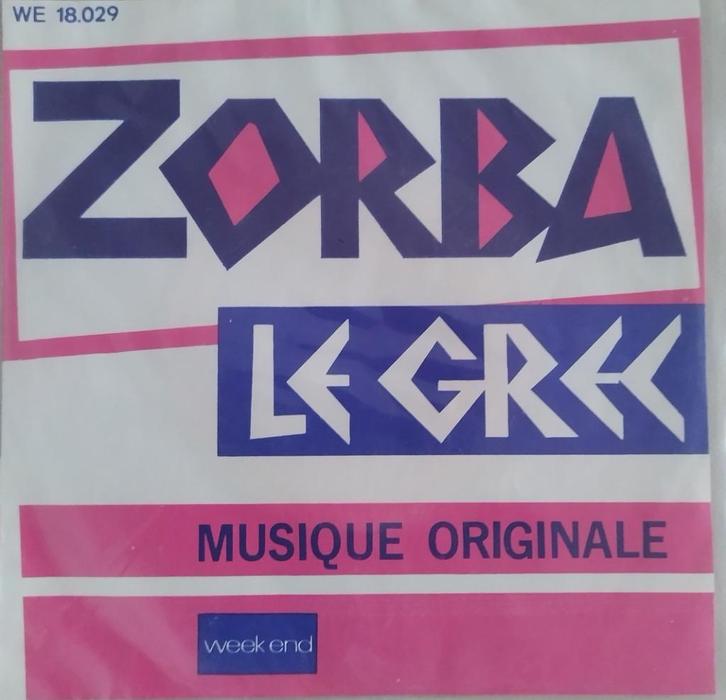 WE 18.029
ZORBA
LE GREC
MUSIQUE ORIGINALE
week end